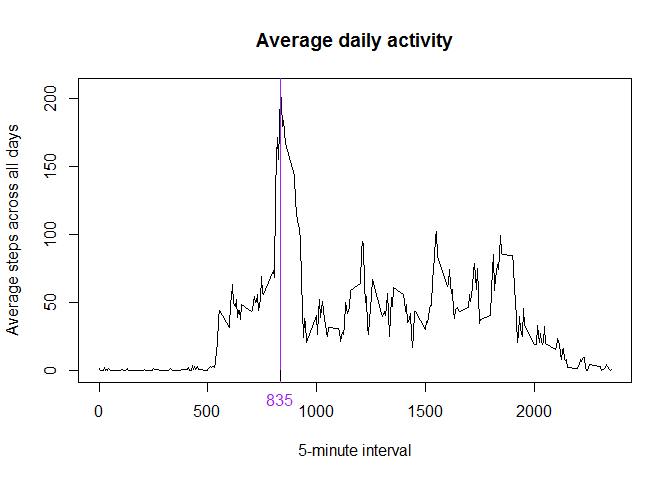 Average daily activity
Average steps across all days
200
150
100
50
0
0 500 1000 1500 2000
835
5-minute interval